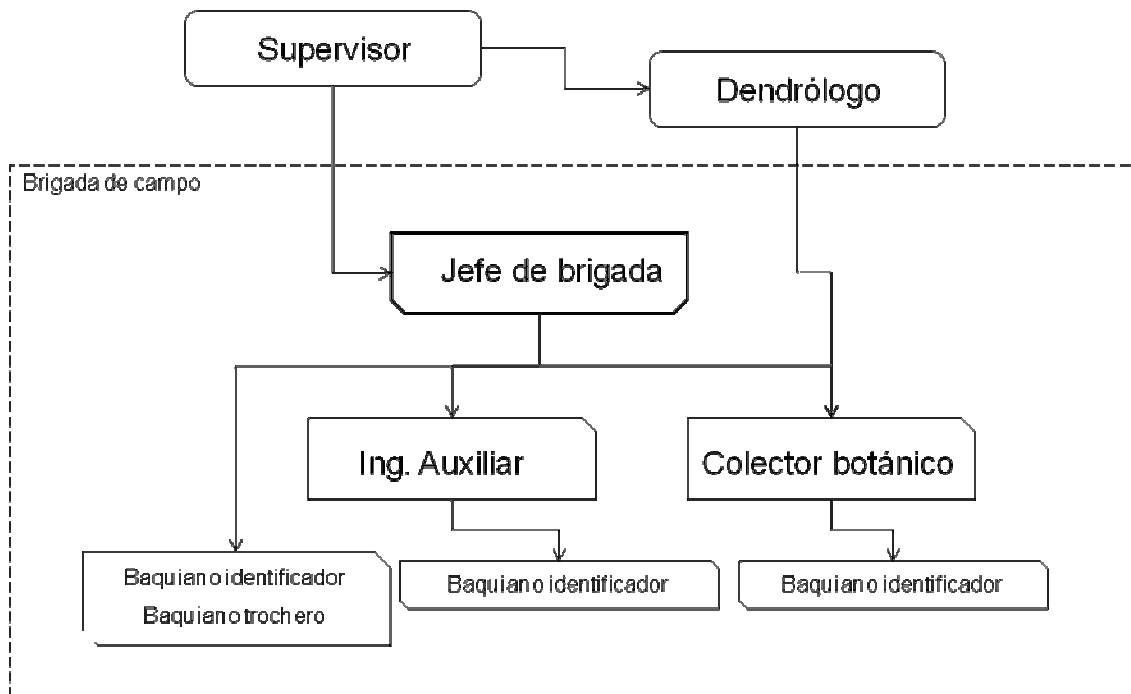 Supervisor
Dendrólogo
Brigada de campo
Jefe de brigada
Ing. Auxiliar
Colector botánico
Baquiano identificador
Baquiano trochero
Baquiano identificador
Baquiano identificador